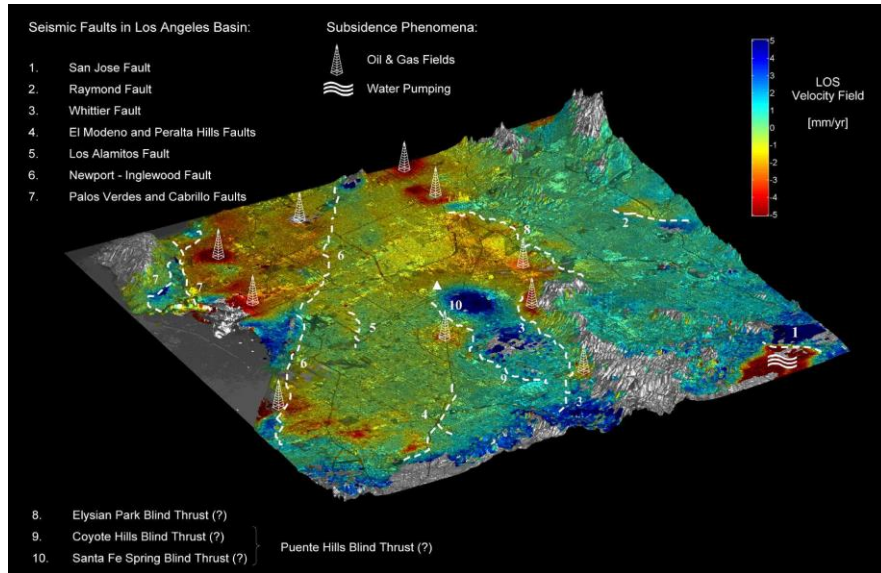 Seismic Faults in Los Angeles Basin:
1. San Jose Fault
2. Raymond Fault
3. Whittier Fault
4. El Modeno and Peralta Hills Faults
5. Los Alamitos Fault
6. Newport - Inglewood Fault
7. Palos Verdes and Cabrillo Faults
Subsidence Phenomena:
Oil & Gas Fields
Water Pumping
5
4
3
2
1
0
-1
-2
-3
-4
-5
LOS
Velocity Field
[mm/yr]
2
8
6
7
7
10
3
1
5
6
9
4
3
8. Elysian Park Blind Thrust (?)
9. Coyote Hills Blind Thrust (?)
10. Santa Fe Spring Blind Thrust (?)
Puente Hills Blind Thrust (?)